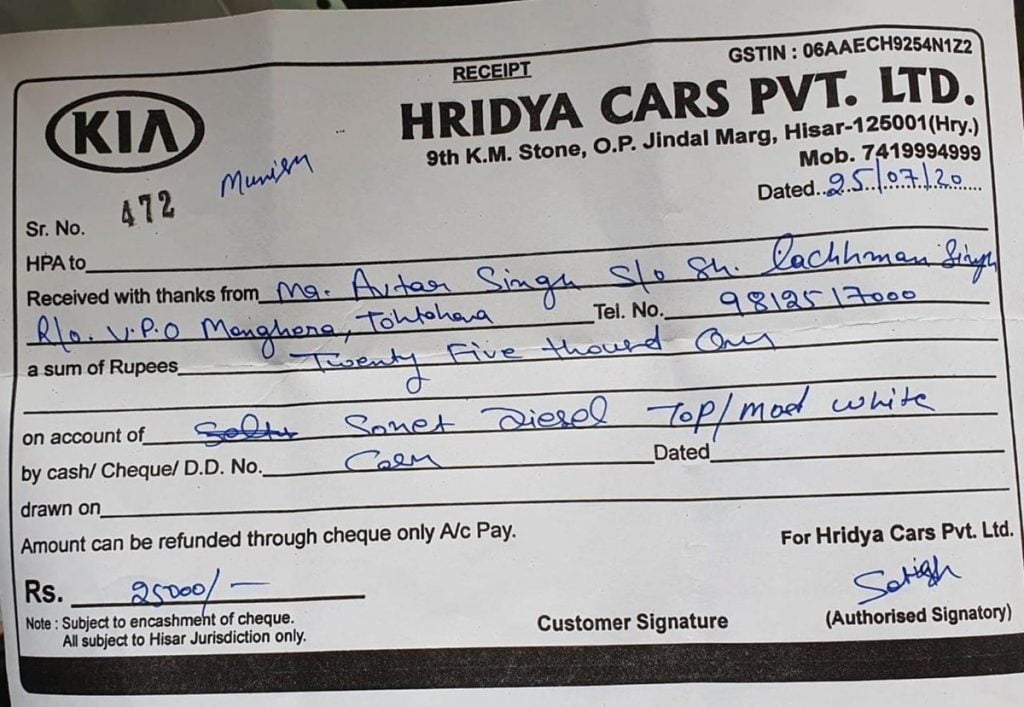 RECEIPT
GSTIN : 06AAECH9254N1Z2
KIA
HRIDYA CARS PVT. LTD.
9th K.M. Stone, O.P. Jindal Marg, Hisar-125001(Hry.)
Mob. 7419994999
Dated..25/07/20
Munish
Sr. No. 472
HPA to
Received with thanks from Mr. Avtar Singh S/o Sh. Lachhman Singh
R/o. V.P.O Manghera, Tohtohana Tel. No. 9812517000
a sum of Rupees Twenty Five thound Only
on account of Sonet Diesel Top/mod white
by cash/ Cheque/ D.D. No. Cash Dated
drawn on
Amount can be refunded through cheque only A/c Pay.
For Hridya Cars Pvt. Ltd.
Rs. 25000/-
Satish
Note : Subject to encashment of cheque.
All subject to Hisar Jurisdiction only.
Customer Signature
(Authorised Signatory)